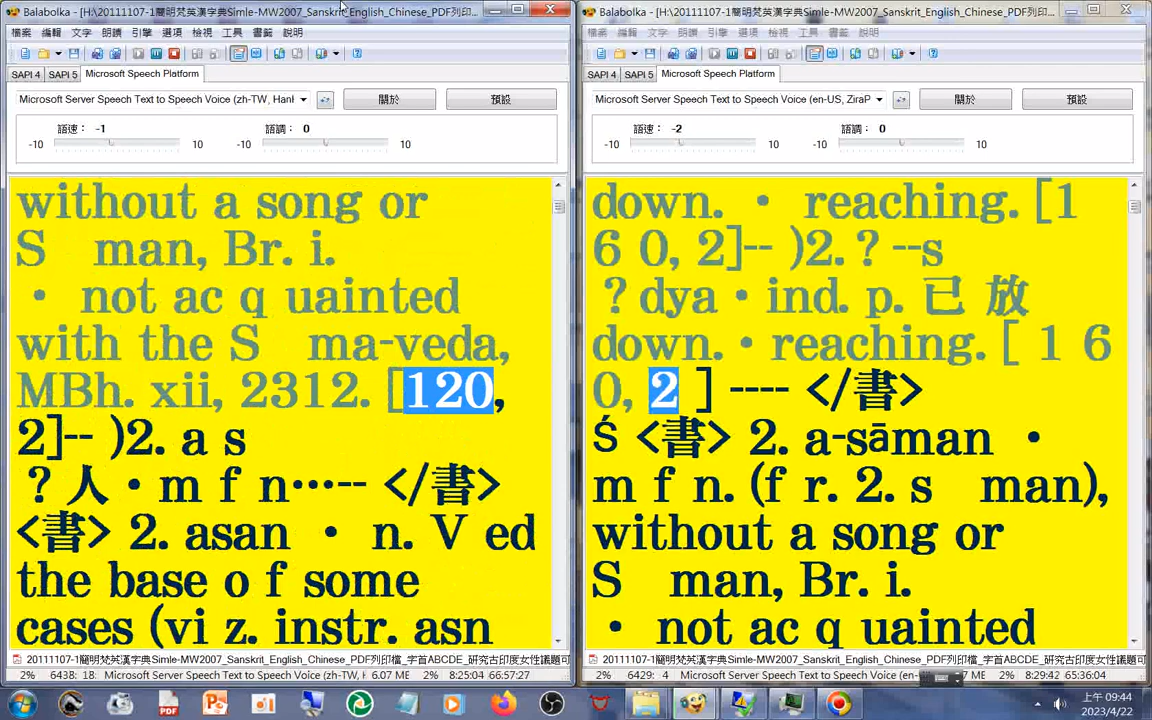 Balabolka - [H:\20111107-1簡明梵英漢字典Simle-MW2007_Sanskrit_English_Chinese_PDF列印...
檔案 編輯 文字 朗讀 引擎 選項 檢視 工具 書籤 說明
SAPI 4 SAPI 5 Microsoft Speech Platform
Microsoft Server Speech Text to Speech Voice (zh-TW, Hanl
關於 預設
語速： -1 語調： 0
-10 10 -10 10
without a song or
S man, Br. i.
• not ac q uainted
with the S ma-veda,
MBh. xii, 2312. [120,
2]-- )2. a s
? 人 • m f n…-- </書>
<書> 2. asan • n. V ed
the base o f some
cases (vi z. instr. asn
20111107-1簡明梵英漢字典Simle-MW2007_Sanskrit_English_Chinese_PDF列印檔_字首ABCDE_研究古印度女性議題可
2% 6438: 18: Microsoft Server Speech Text to Speech Voice (zh-TW, H 6.07 ME 2% 8:25:04 66:57:27
Balabolka - [H:\20111107-1簡明梵英漢字典Simle-MW2007_Sanskrit_English_Chinese_PDF列印...
檔案 編輯 文字 朗讀 引擎 選項 檢視 工具 書籤 說明
SAPI 4 SAPI 5 Microsoft Speech Platform
Microsoft Server Speech Text to Speech Voice (en-US, ZiraP
關於 預設
語速： -2 語調： 0
-10 10 -10 10
down. • reaching. [1
6 0, 2]-- )2. ? --s
? dya • ind. p. 已 放
down. • reaching. [ 1 6
0, 2 ] ---- </書>
Ś <書> 2. a-sāman •
m f n. (f r. 2. s man),
without a song or
S man, Br. i.
• not ac q uainted
20111107-1簡明梵英漢字典Simle-MW2007_Sanskrit_English_Chinese_PDF列印檔_字首ABCDE_研究古印度女性議題可
2% 6429: 4 Microsoft Server Speech Text to Speech Voice (en-US, 2% 8:29:42 65:36:04
上午 09:44
2023/4/22